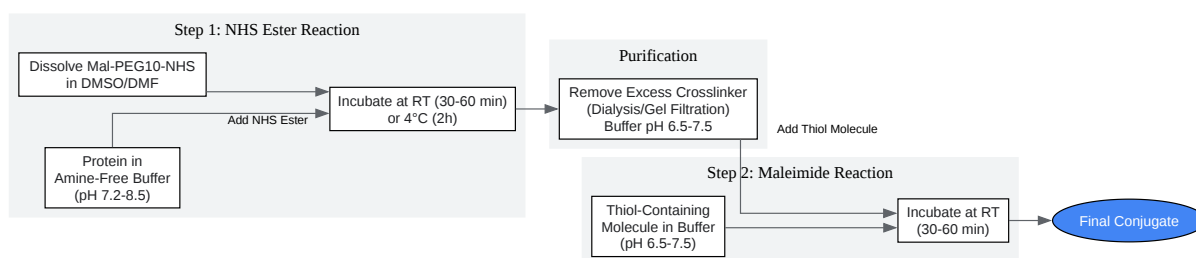 Step 1: NHS Ester Reaction
Dissolve Mal-PEG10-NHS
in DMSO/DMF
Add NHS Ester
Protein in
Amine-Free Buffer
(pH 7.2-8.5)
Incubate at RT (30-60 min)
or 4°C (2h)
Purification
Remove Excess Crosslinker
(Dialysis/Gel Filtration)
Buffer pH 6.5-7.5
Add Thiol Molecule
Step 2: Maleimide Reaction
Thiol-Containing
Molecule in Buffer
(pH 6.5-7.5)
Incubate at RT
(30-60 min)
Final Conjugate